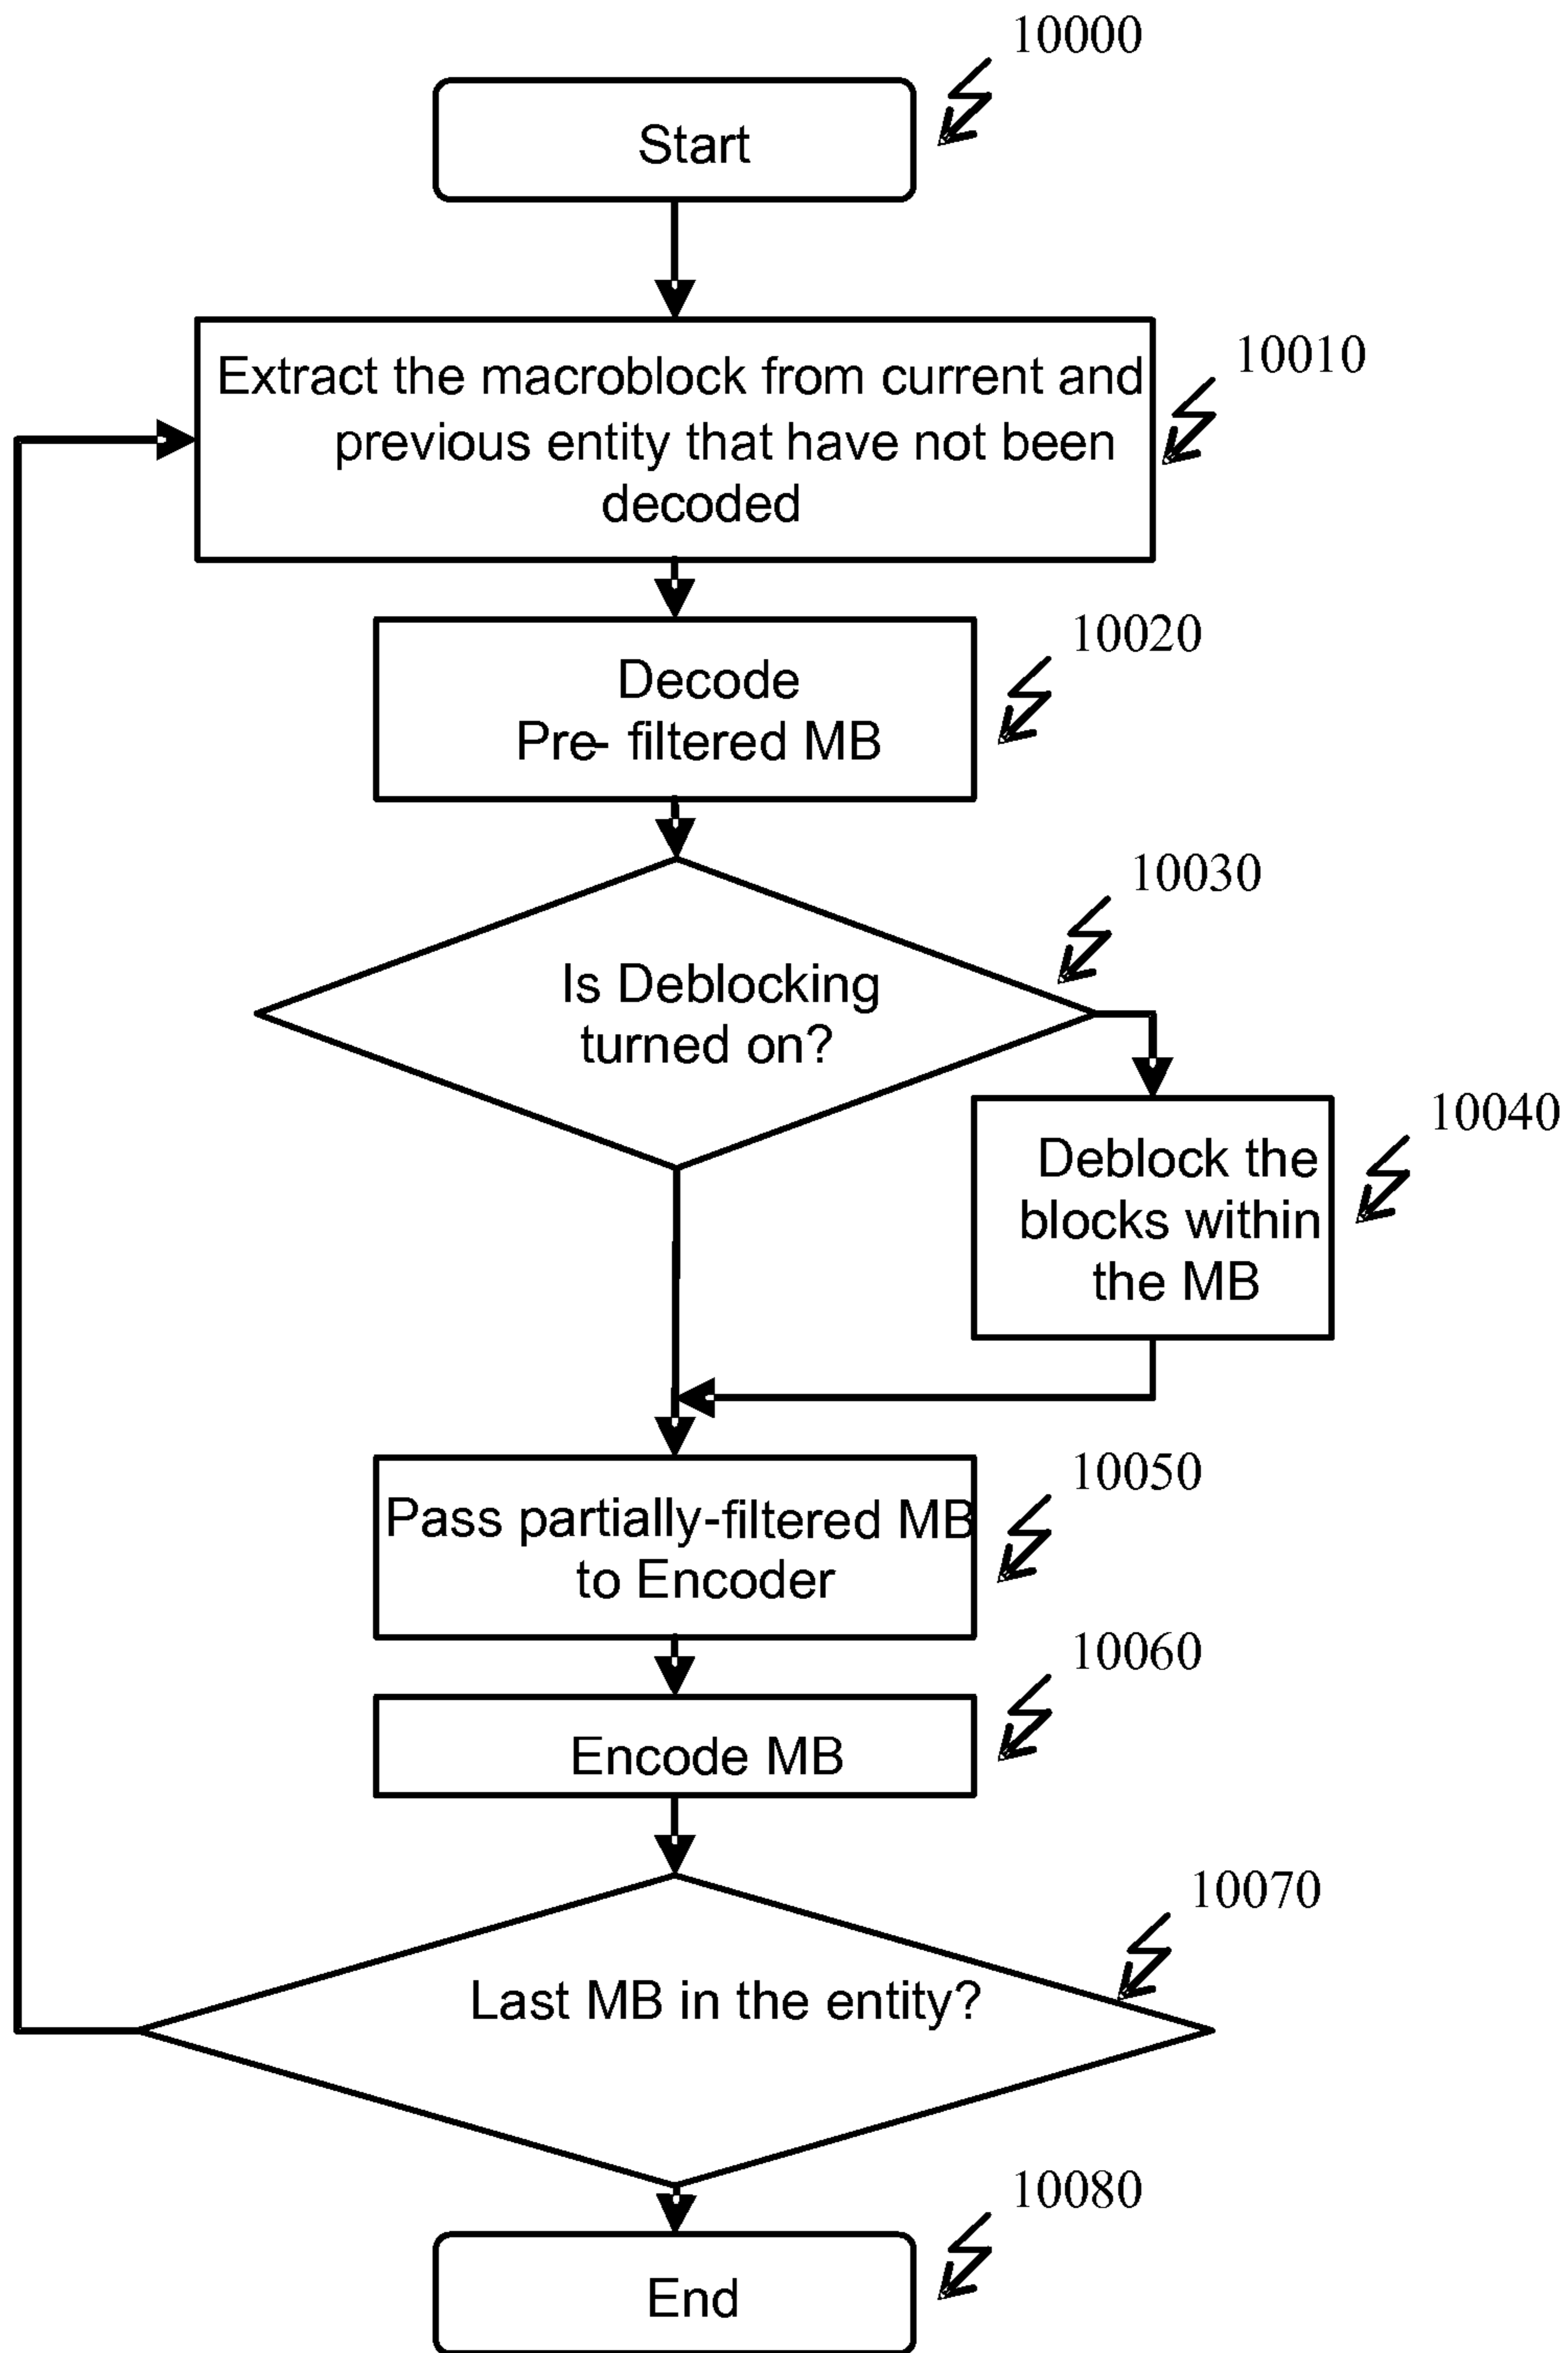 10000
Start
10010
Extract the macroblock from current and
previous entity that have not been
decoded
10020
Decode
Pre- filtered MB
10030
Is Deblocking
turned on?
10040
Deblock the
blocks within
the MB
10050
Pass partially-filtered MB
to Encoder
10060
Encode MB
10070
Last MB in the entity?
10080
End